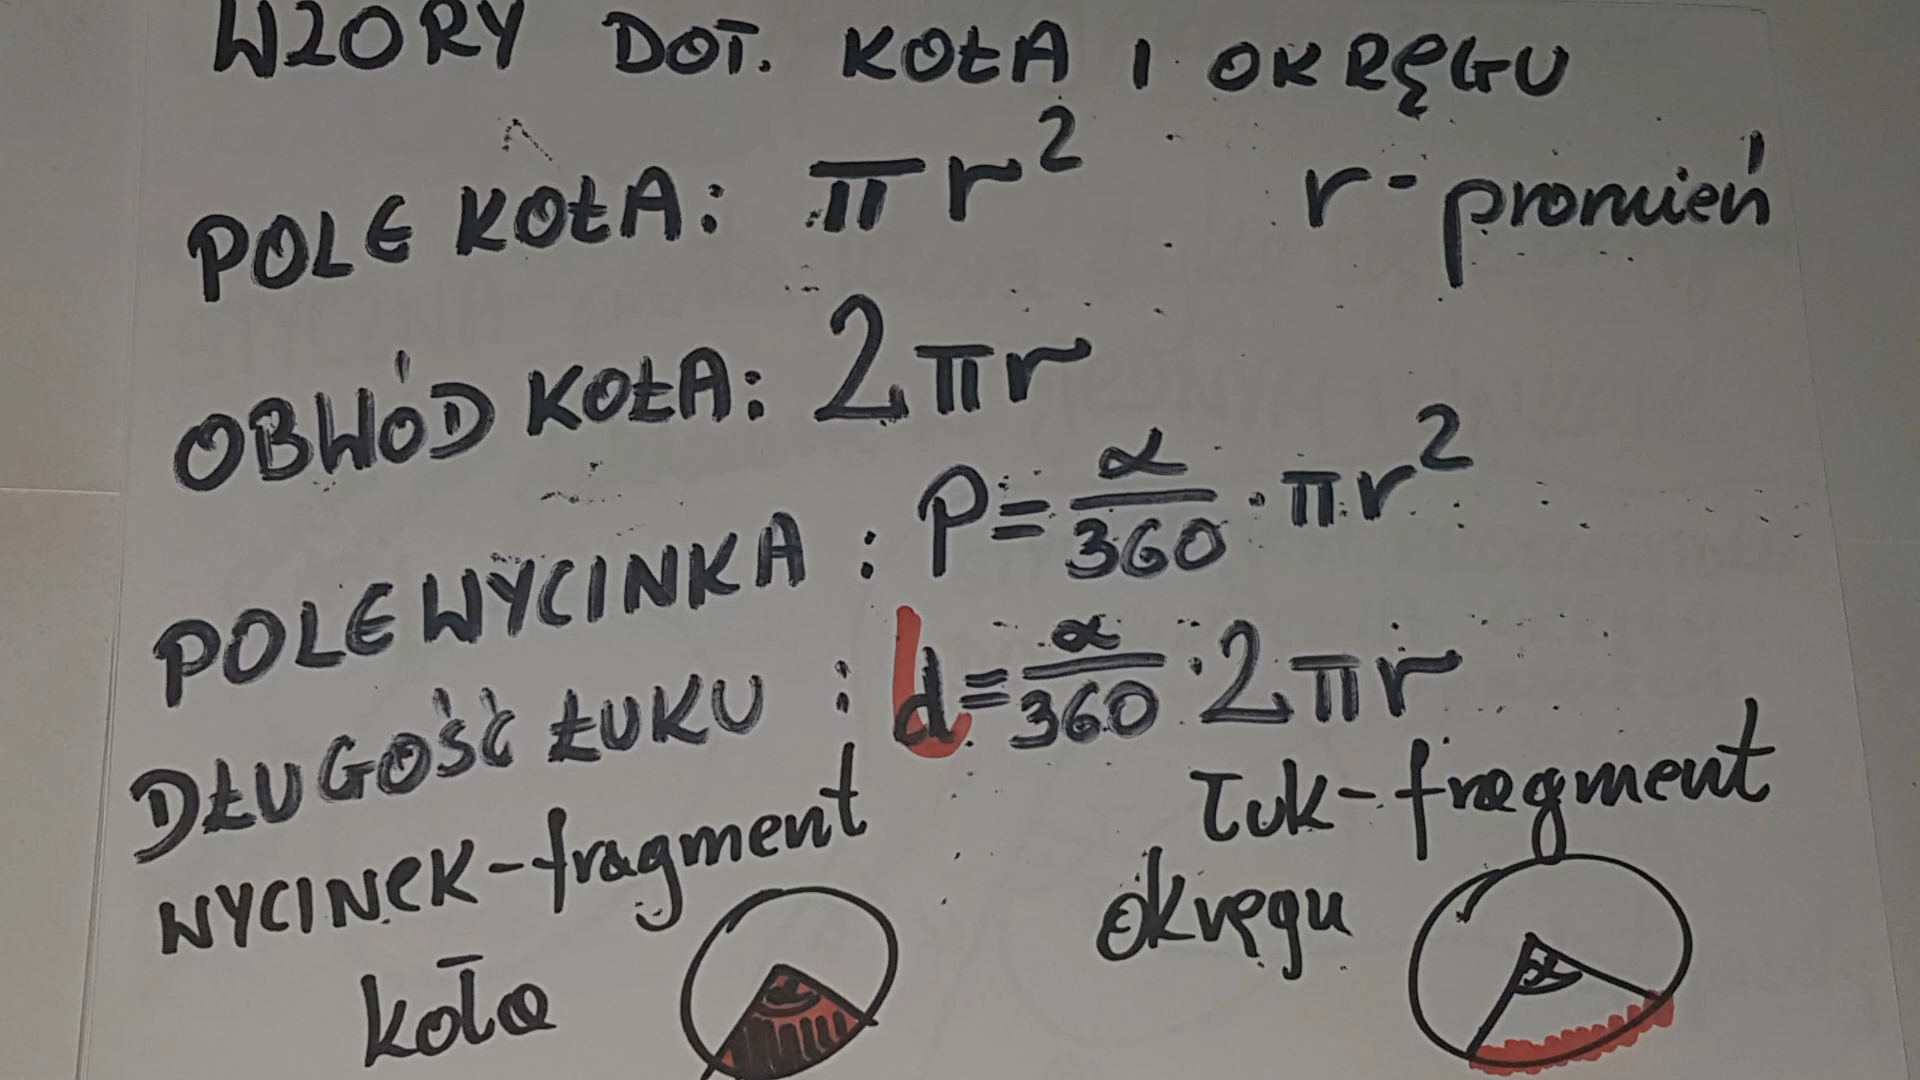 WZORY DOT. KOŁA I OKRĘGU
POLE KOŁA: πr² r - promień
OBWÓD KOŁA: 2πr
POLE WYCINKA: P = α/360 · πr²
DŁUGOŚĆ ŁUKU: d = α/360 · 2πr
WYCINEK - fragment
koła
Łuk - fragment
okręgu
α
α